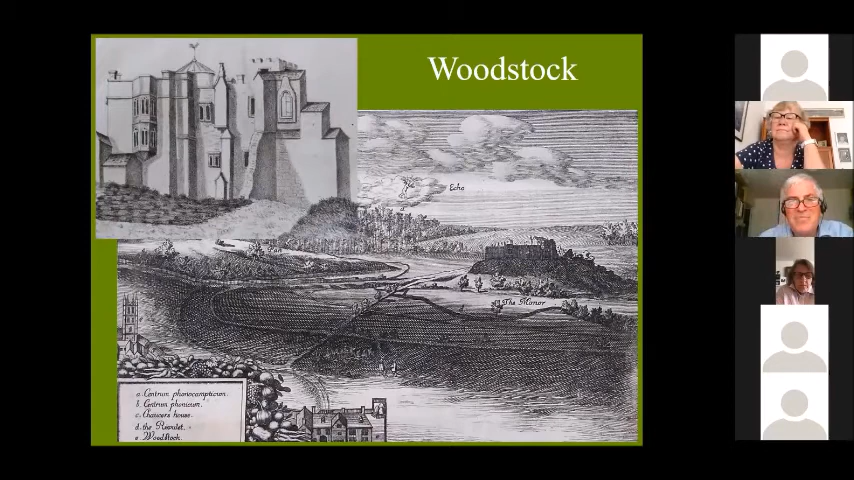 Woodstock
Echo
The Manor
a. Centrum phonocampticum.
b. Centrum phonicum.
c. Chaucers house.
d. the Rivulet.
e. Woodstock.